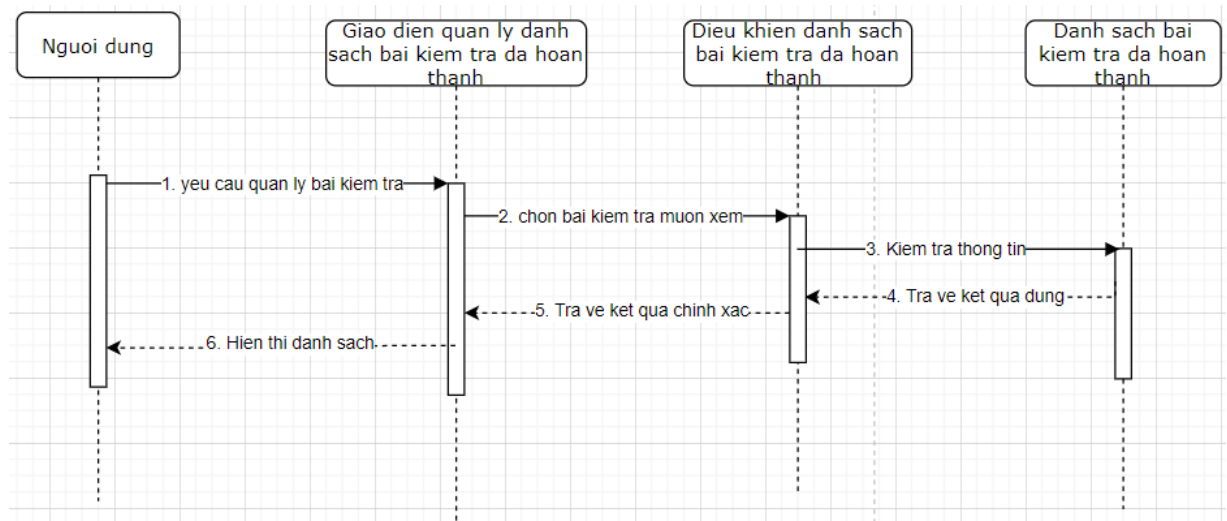 Nguoi dung
Giao dien quan ly danh
sach bai kiem tra da hoan
thanh
Dieu khien danh sach
bai kiem tra da hoan
thanh
Danh sach bai
kiem tra da hoan
thanh
1. yeu cau quan ly bai kiem tra
2. chon bai kiem tra muon xem
3. Kiem tra thong tin
4. Tra ve ket qua dung
5. Tra ve ket qua chinh xac
6. Hien thi danh sach